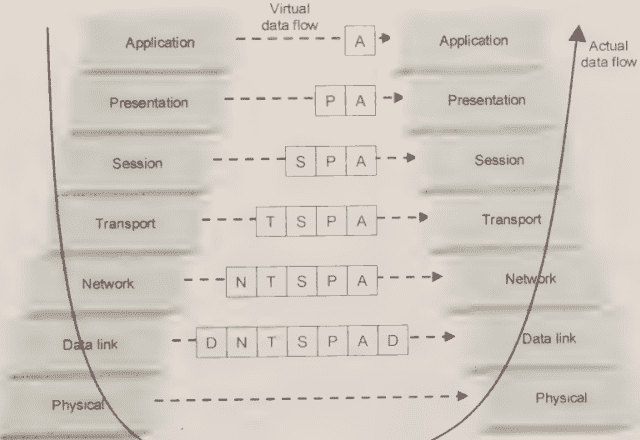 Virtual
data flow
Application
A
Application
Actual
data flow
Presentation
P A
Presentation
Session
S P A
Session
Transport
T S P A
Transport
Network
N T S P A
Network
Data link
D N T S P A D
Data link
Physical
Physical